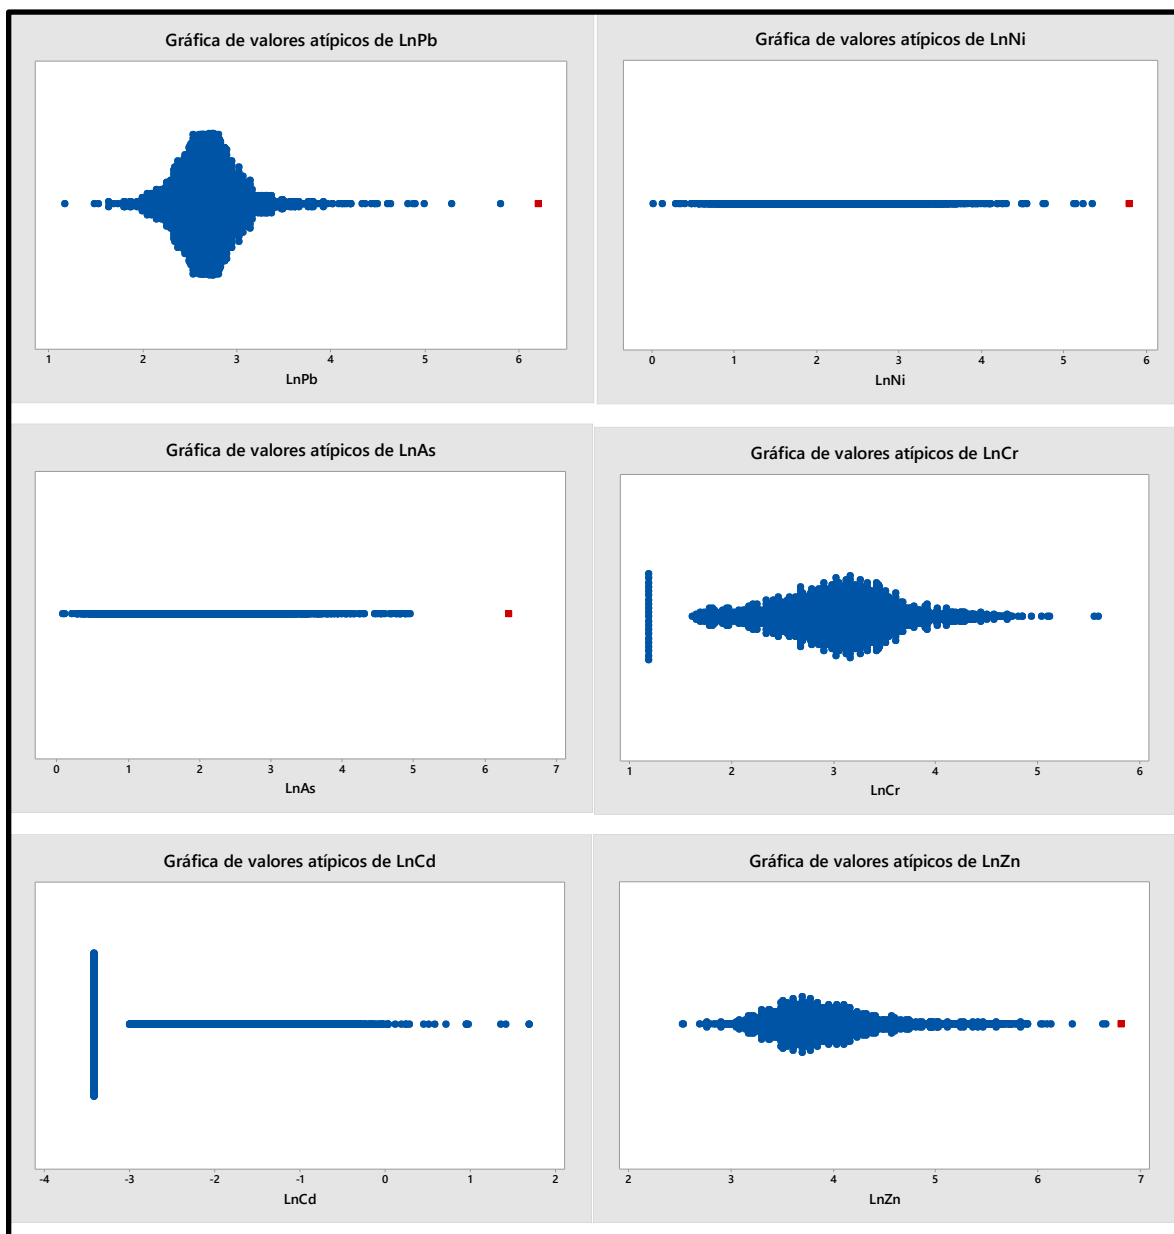 Gráfica de valores atípicos de LnPb
1 2 3 4 5 6
LnPb
Gráfica de valores atípicos de LnNi
0 1 2 3 4 5 6
LnNi
Gráfica de valores atípicos de LnAs
0 1 2 3 4 5 6 7
LnAs
Gráfica de valores atípicos de LnCr
1 2 3 4 5 6
LnCr
Gráfica de valores atípicos de LnCd
-4 -3 -2 -1 0 1 2
LnCd
Gráfica de valores atípicos de LnZn
2 3 4 5 6 7
LnZn